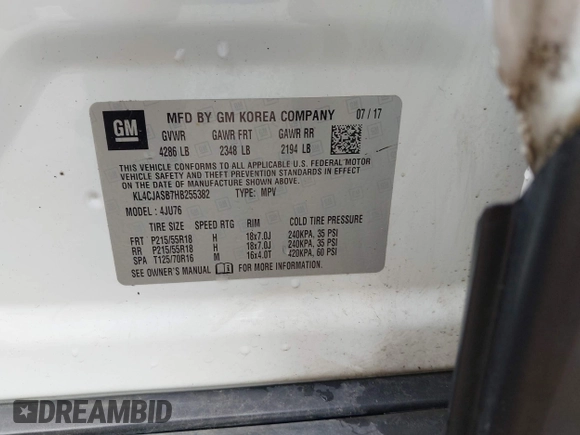 GM
MFD BY GM KOREA COMPANY 07/17
GVWR GAWR FRT GAWR RR
4286 LB 2348 LB 2194 LB
THIS VEHICLE CONFORMS TO ALL APPLICABLE U.S. FEDERAL MOTOR
VEHICLE SAFETY AND THEFT PREVENTION STANDARDS IN EFFECT
ON THE DATE OF MANUFACTURE SHOWN ABOVE.
KL4CJASB7HB255382 TYPE: MPV
MODEL: 4JU76
TIRE SIZE SPEED RTG RIM COLD TIRE PRESSURE
FRT P215/55R18 H 18x7.0J 240KPA, 35 PSI
RR P215/55R18 H 18x7.0J 240KPA, 35 PSI
SPA T125/70R16 M 16x4.0T 420KPA, 60 PSI
SEE OWNER'S MANUAL FOR MORE INFORMATION.
DREAMBID